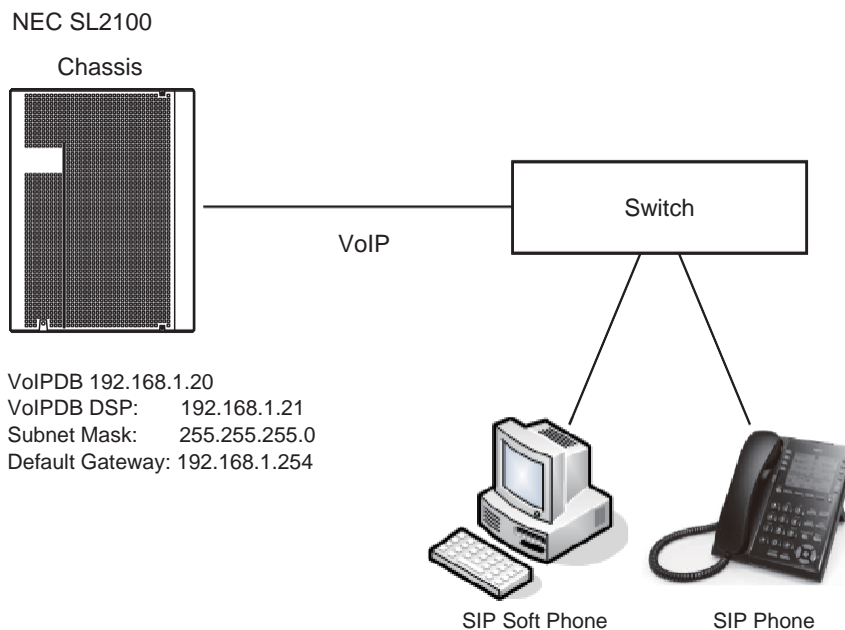 NEC SL2100
Chassis
Switch
VoIP
VoIPDB 192.168.1.20
VoIPDB DSP: 192.168.1.21
Subnet Mask: 255.255.255.0
Default Gateway: 192.168.1.254
SIP Soft Phone
SIP Phone